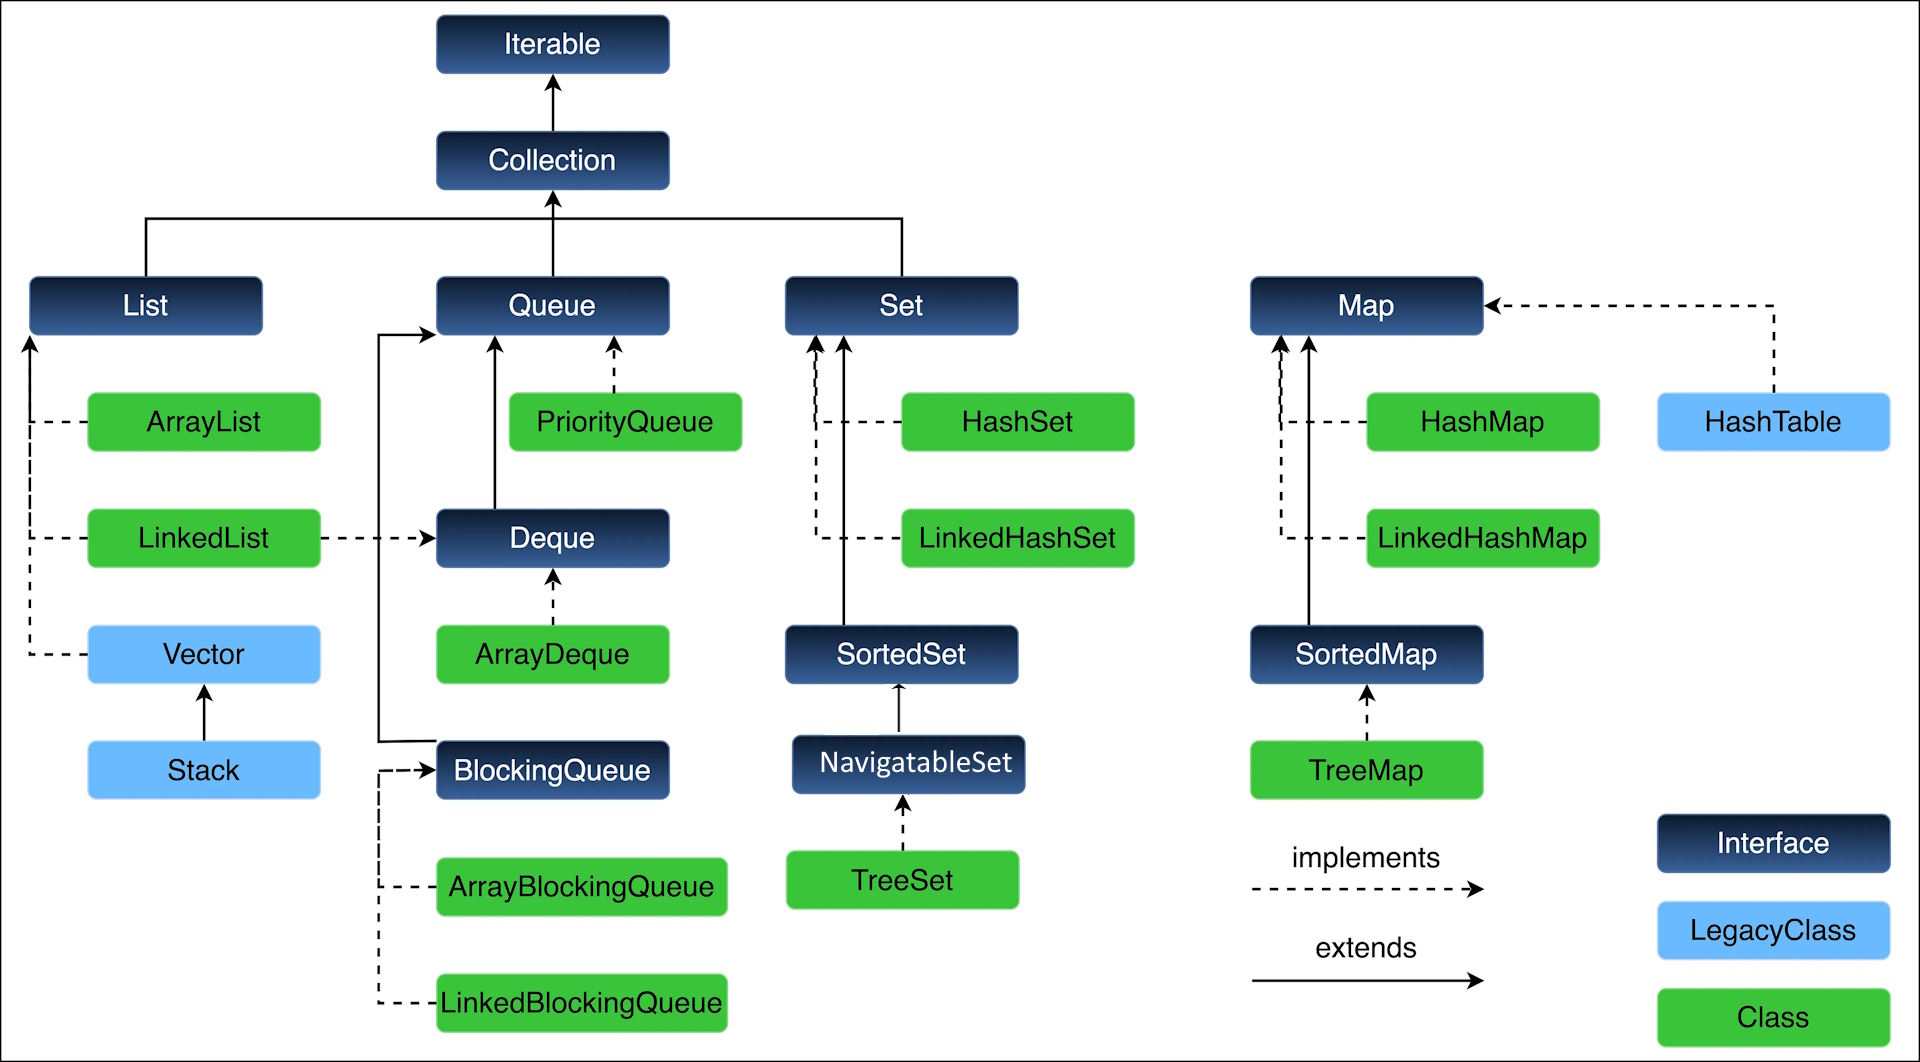 Iterable
Collection
List
Queue
Set
Map
ArrayList
PriorityQueue
HashSet
HashMap
HashTable
LinkedList
Deque
LinkedHashSet
LinkedHashMap
Vector
ArrayDeque
SortedSet
SortedMap
Stack
BlockingQueue
NavigatableSet
TreeMap
ArrayBlockingQueue
TreeSet
LinkedBlockingQueue
implements
extends
Interface
LegacyClass
Class